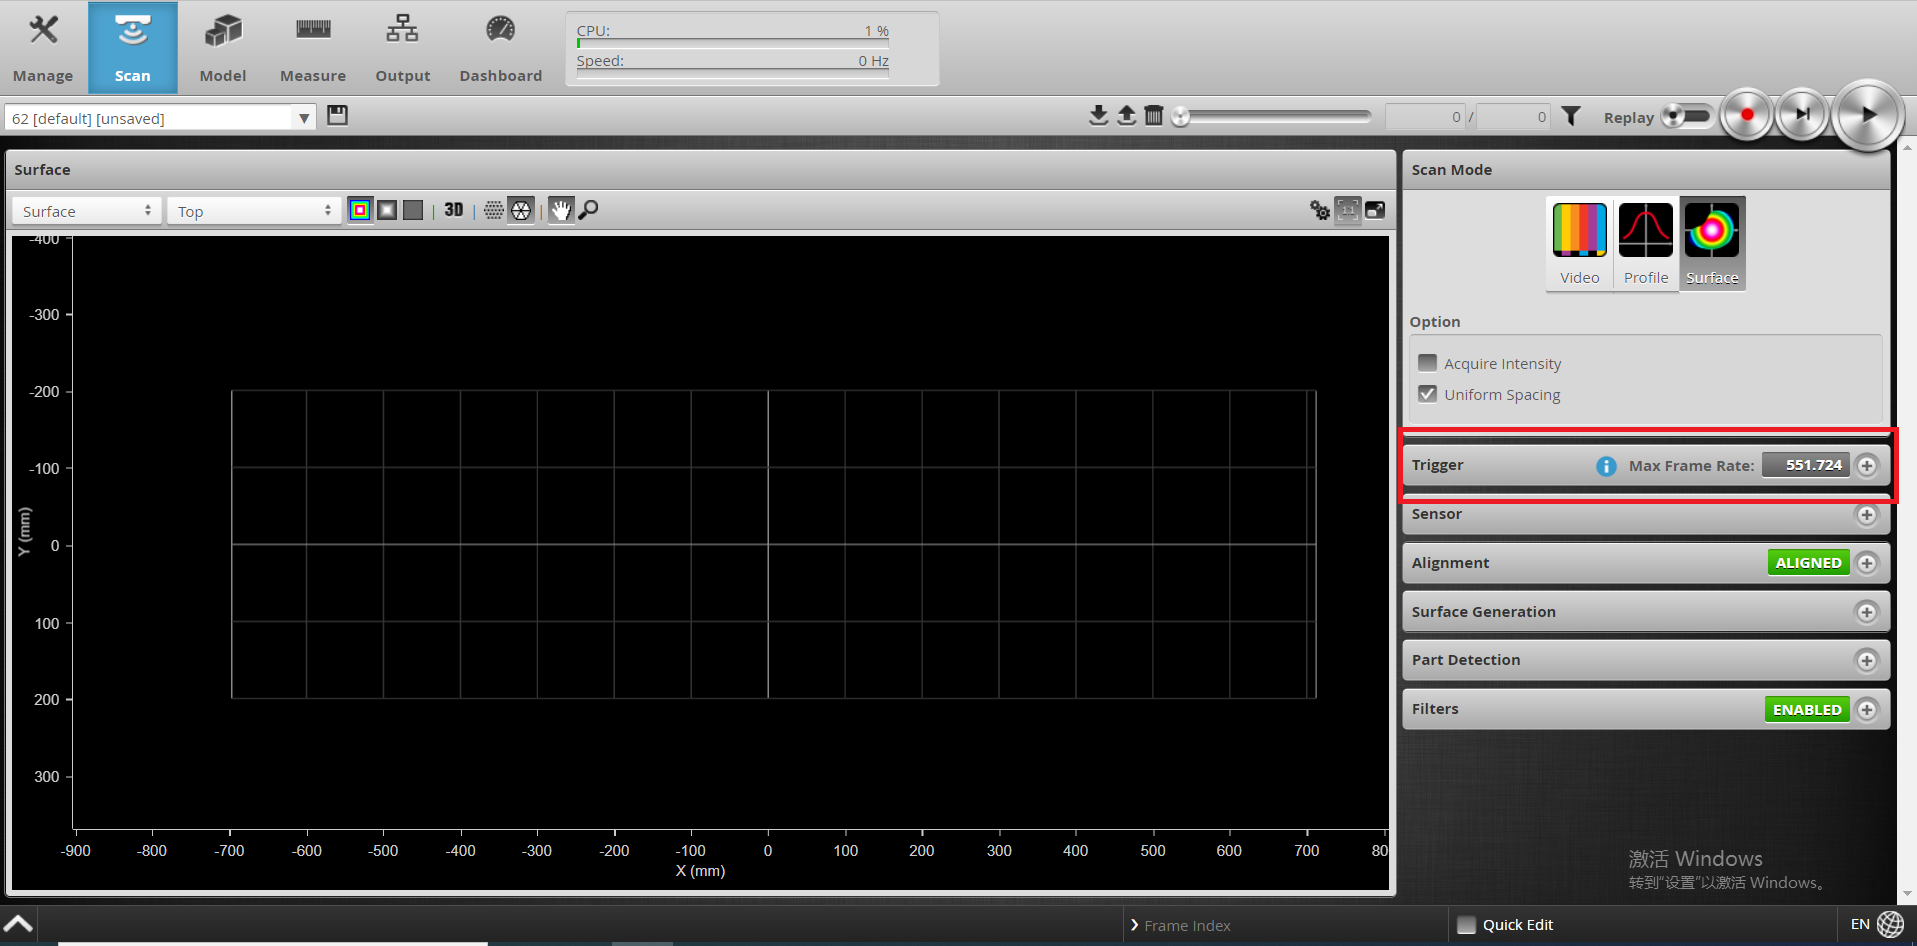 Manage Scan Model Measure Output Dashboard
CPU: 1 %
Speed: 0 Hz
62 [default] [unsaved]
0 / 0
Replay
Surface
Surface Top
3D
1:1
-400
-300
-200
-100
0
100
200
300
Y (mm)
-900 -800 -700 -600 -500 -400 -300 -200 -100 0 100 200 300 400 500 600 700 80
X (mm)
Scan Mode
Video Profile Surface
Option
Acquire Intensity
Uniform Spacing
Trigger Max Frame Rate: 551.724
Sensor
Alignment ALIGNED
Surface Generation
Part Detection
Filters ENABLED
激活 Windows
转到“设置”以激活 Windows。
Frame Index
Quick Edit
EN